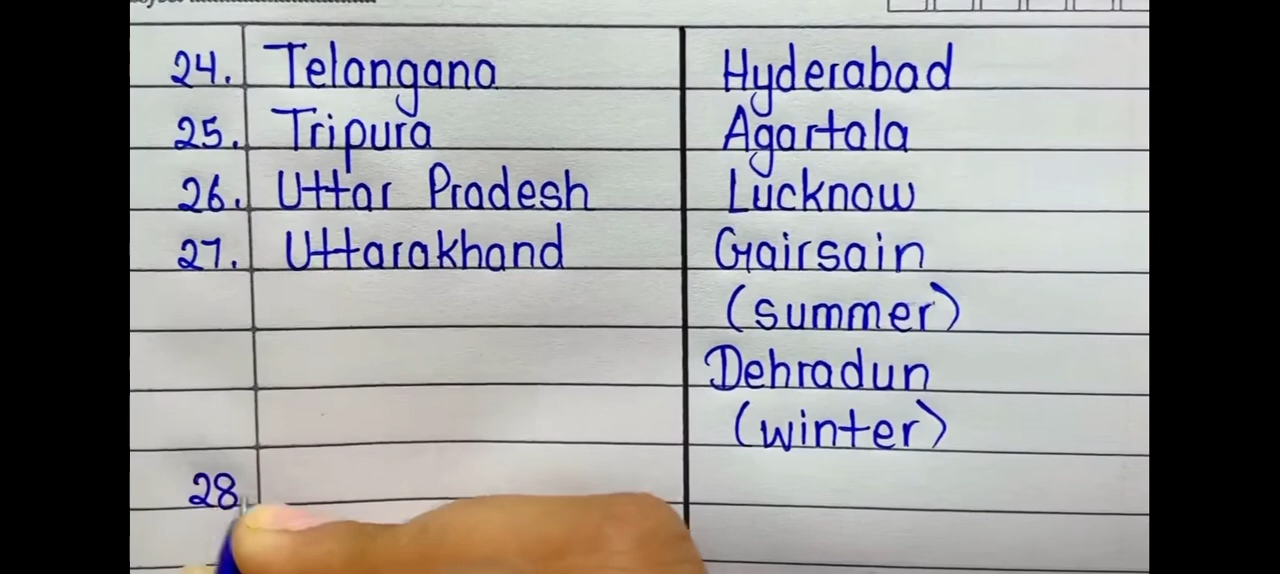 24. Telangana Hyderabad
25. Tripura Agartala
26. Uttar Pradesh Lucknow
27. Uttarakhand Gairsain
(summer)
Dehradun
(winter)
28